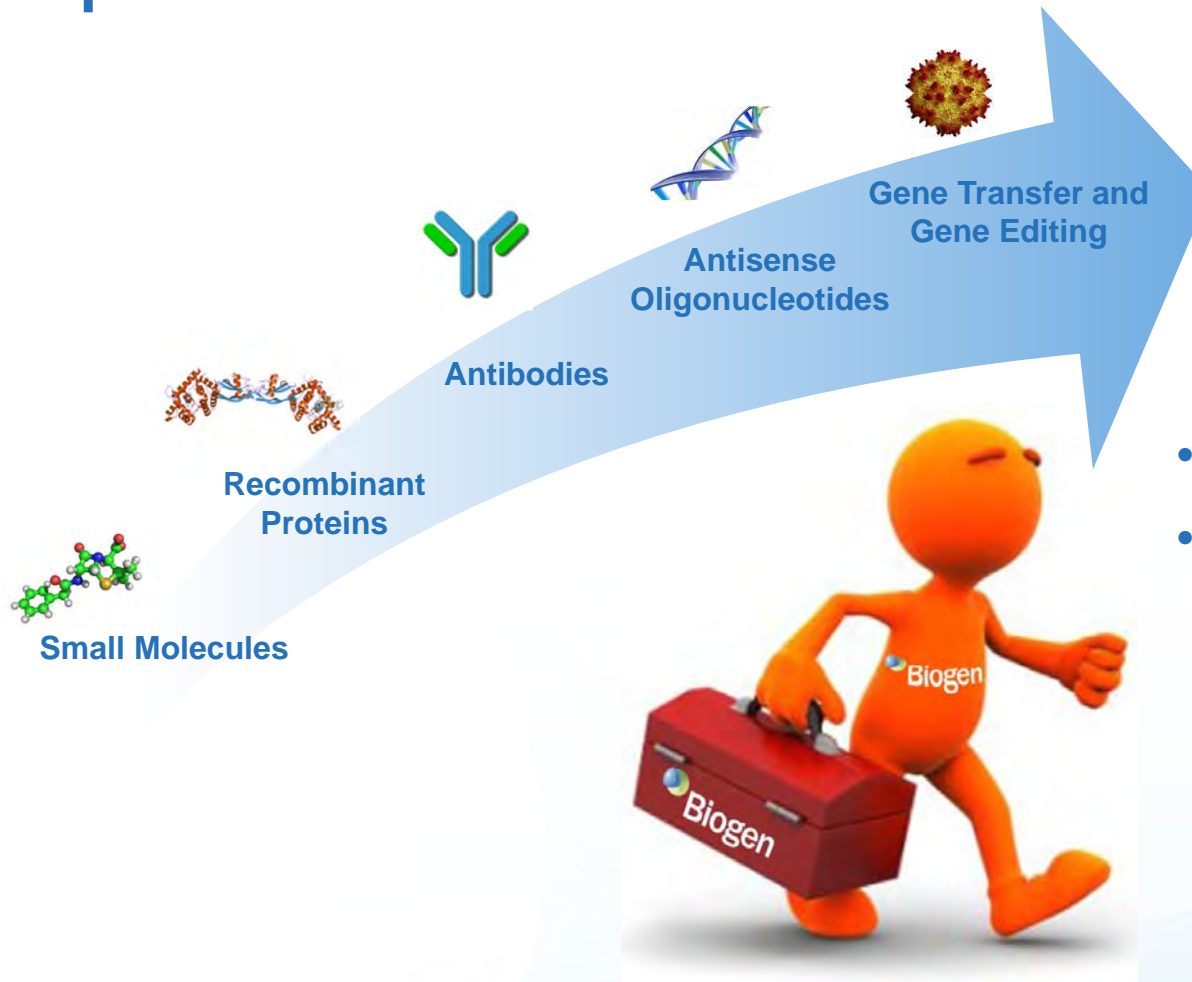 Gene Transfer and
Gene Editing
Antisense
Oligonucleotides
Antibodies
Recombinant
Proteins
Small Molecules
Biogen
Biogen